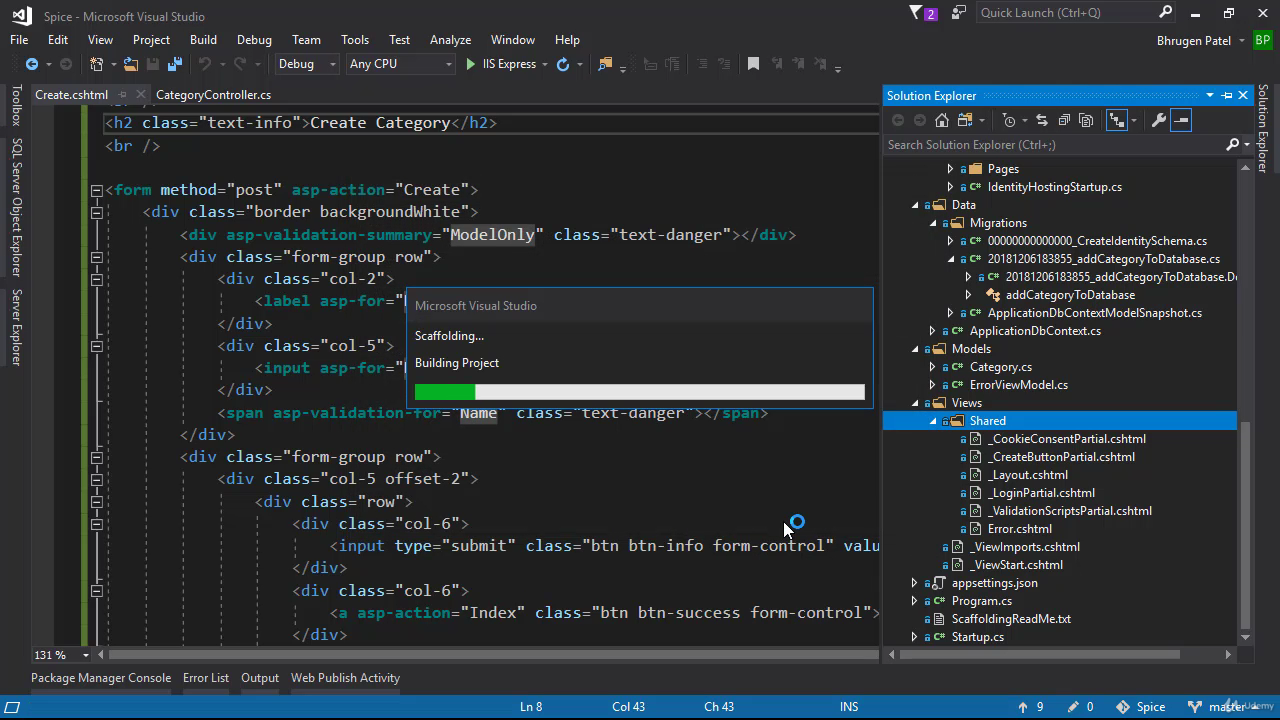 Spice - Microsoft Visual Studio
2
Quick Launch (Ctrl+Q)
File Edit View Project Build Debug Team Tools Test Analyze Window Help
Bhrugen Patel BP
Debug Any CPU IIS Express
Create.cshtml CategoryController.cs
Toolbox
SQL Server Object Explorer
Server Explorer
<h2 class="text-info">Create Category</h2>
<br />
<form method="post" asp-action="Create">
<div class="border backgroundWhite">
<div asp-validation-summary="ModelOnly" class="text-danger"></div>
<div class="form-group row">
<div class="col-2">
<label asp-for="
</div>
<div class="col-5">
<input asp-for="
</div>
<span asp-validation-for="Name" class="text-danger"></span>
</div>
<div class="form-group row">
<div class="col-5 offset-2">
<div class="row">
<div class="col-6">
<input type="submit" class="btn btn-info form-control" valu
</div>
<div class="col-6">
<a asp-action="Index" class="btn btn-success form-control">
</div>
131 %
Microsoft Visual Studio
Scaffolding...
Building Project
Solution Explorer
Search Solution Explorer (Ctrl+;)
Pages
IdentityHostingStartup.cs
Data
Migrations
00000000000000_CreateIdentitySchema.cs
20181206183855_addCategoryToDatabase.cs
20181206183855_addCategoryToDatabase.De
addCategoryToDatabase
ApplicationDbContextModelSnapshot.cs
ApplicationDbContext.cs
Models
Category.cs
ErrorViewModel.cs
Views
Shared
_CookieConsentPartial.cshtml
_CreateButtonPartial.cshtml
_Layout.cshtml
_LoginPartial.cshtml
_ValidationScriptsPartial.cshtml
Error.cshtml
_ViewImports.cshtml
_ViewStart.cshtml
appsettings.json
Program.cs
ScaffoldingReadMe.txt
Startup.cs
Solution Explorer
Package Manager Console Error List Output Web Publish Activity
Ln 8 Col 43 Ch 43 INS 9 0 Spice master
Udemy